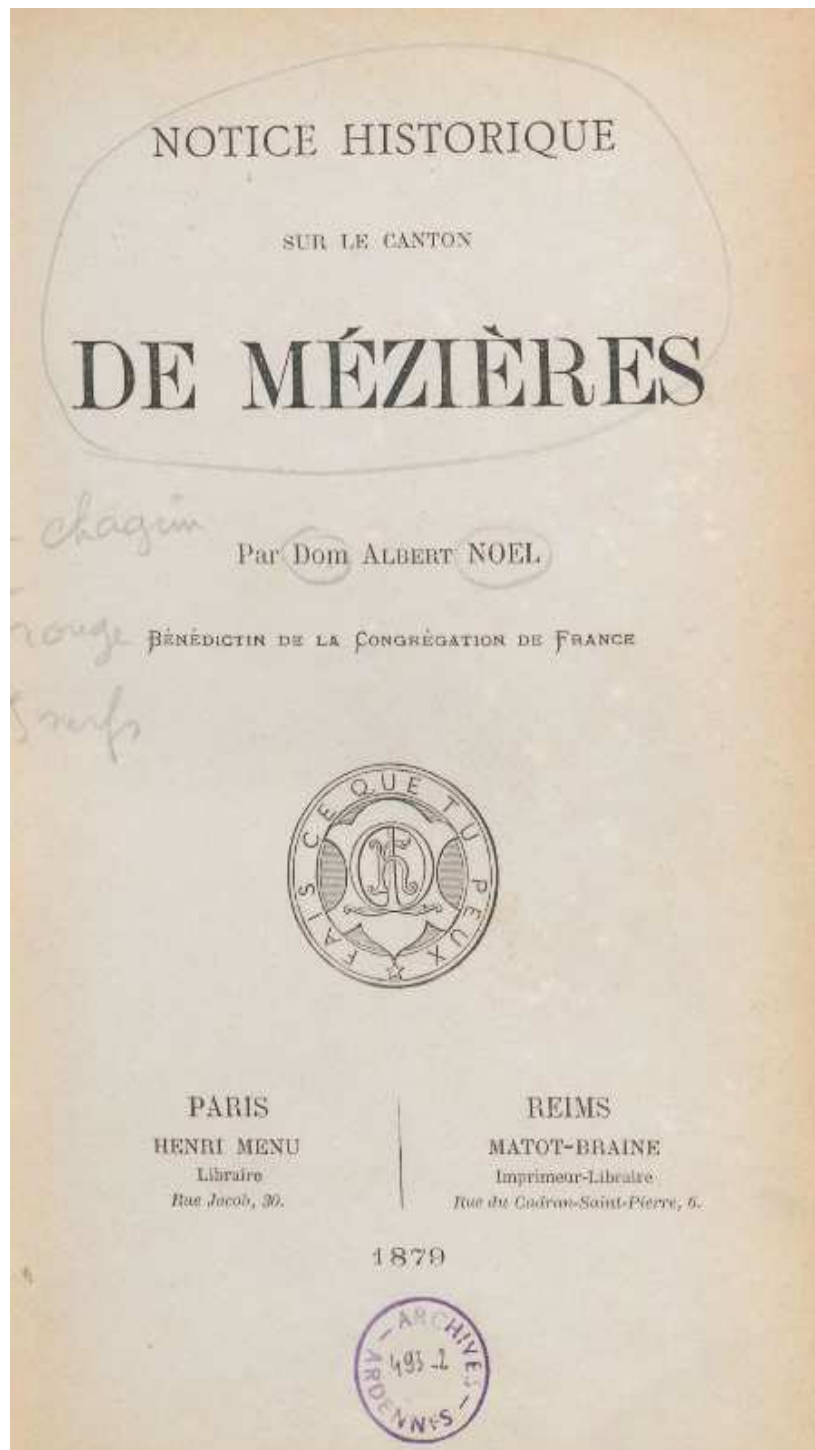 NOTICE HISTORIQUE
SUR LE CANTON
DE MÉZIÈRES
chagrin
Par Dom ALBERT NOEL
rouge
BÉNÉDICTIN DE LA CONGRÉGATION DE FRANCE
5 nerfs
FAIS CE QUE TU PEUX
PARIS
HENRI MENU
Libraire
Rue Jacob, 30.
REIMS
MATOT-BRAINE
Imprimeur-Libraire
Rue du Cadran-Saint-Pierre, 6.
1879
ARCHIVES
493-2
ARDENNES